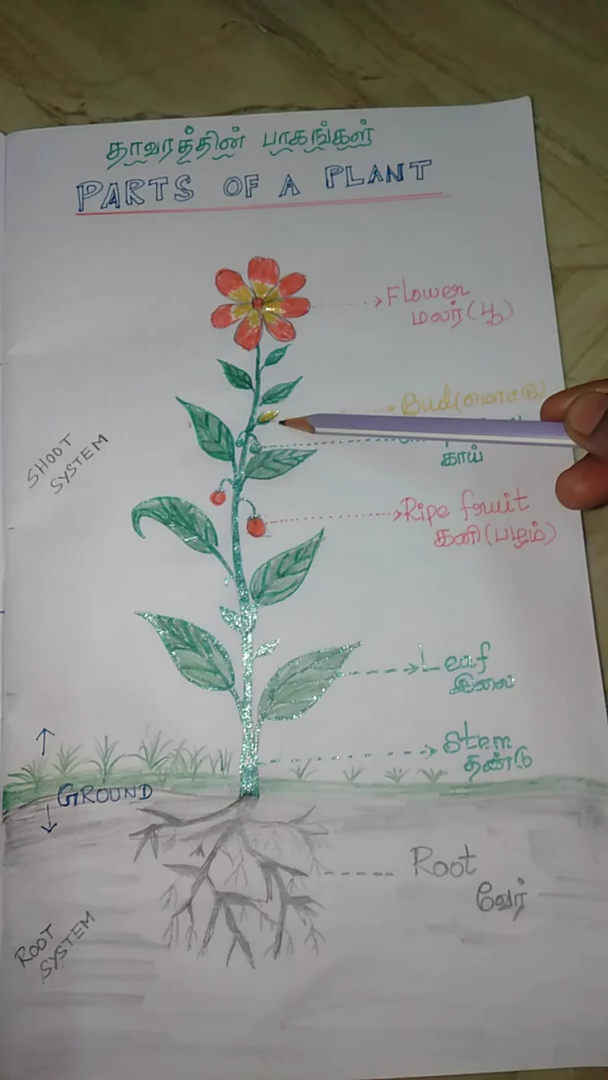 தாவரத்தின் பாகங்கள்
PARTS OF A PLANT
Flower
மலர் (பூ)
Bud (மொட்டு)
காய்
SHOOT
SYSTEM
Ripe fruit
கனி (பழம்)
Leaf
இலை
Stem
தண்டு
GROUND
Root
வேர்
ROOT
SYSTEM